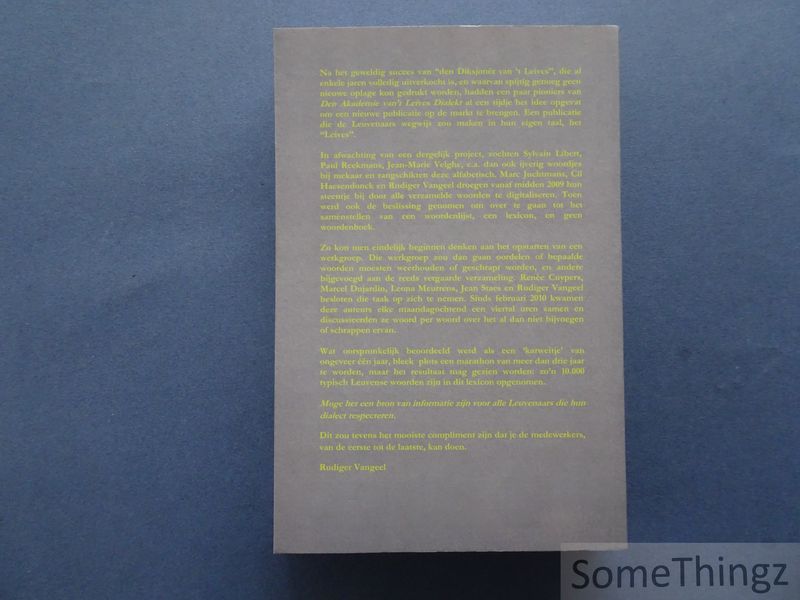 Na het geweldig succes van "den Diksjonêr van 't Leives", die al
enkele jaren volledig uitverkocht is, en waarvan spijtig genoeg geen
nieuwe oplage kon gedrukt worden, hadden een paar pioniers van
Den Akademie van't Leives Dialekt al een tijdje het idee opgevat
om een nieuwe publicatie op de markt te brengen. Een publicatie
die de Leuvenaars wegwijs zou maken in hun eigen taal, het
"Leives".
In afwachting van een dergelijk project, zochten Sylvain Libert,
Paul Reekmans, Jean-Marie Velghe, e.a. dan ook ijverig woordjes
bij mekaar en rangschikten deze alfabetisch. Marc Juchtmans, Cil
Haesendonck en Rudiger Vangeel droegen vanaf midden 2009 hun
steentje bij door alle verzamelde woorden te digitaliseren. Toen
werd ook de beslissing genomen om over te gaan tot het
samenstellen van een woordenlijst, een lexicon, en geen
woordenboek.
Zo kon men eindelijk beginnen denken aan het opstarten van een
werkgroep. Die werkgroep zou dan gaan oordelen of bepaalde
woorden moesten weerhouden of geschrapt worden, en andere
bijgevoegd aan de reeds vergaarde verzameling. Renée Cuypers,
Marcel Dujardin, Leona Meurrens, Jean Staes en Rudiger Vangeel
besloten die taak op zich te nemen. Sinds februari 2010 kwamen
deze auteurs elke maandagochtend een viertal uren samen en
discussieerden ze woord per woord over het al dan niet bijvoegen
of schrappen ervan.
Wat oorspronkelijk beoordeeld werd als een 'karweitje' van
ongeveer één jaar, bleek plots een marathon van meer dan drie jaar
te worden, maar het resultaat mag gezien worden: zo'n 10.000
typisch Leuvense woorden zijn in dit lexicon opgenomen.
Moge het een bron van informatie zijn voor alle Leuvenaars die hun
dialect respecteren.
Dit zou tevens het mooiste compliment zijn dat je de medewerkers,
van de eerste tot de laatste, kan doen.
Rudiger Vangeel
SomeThingz